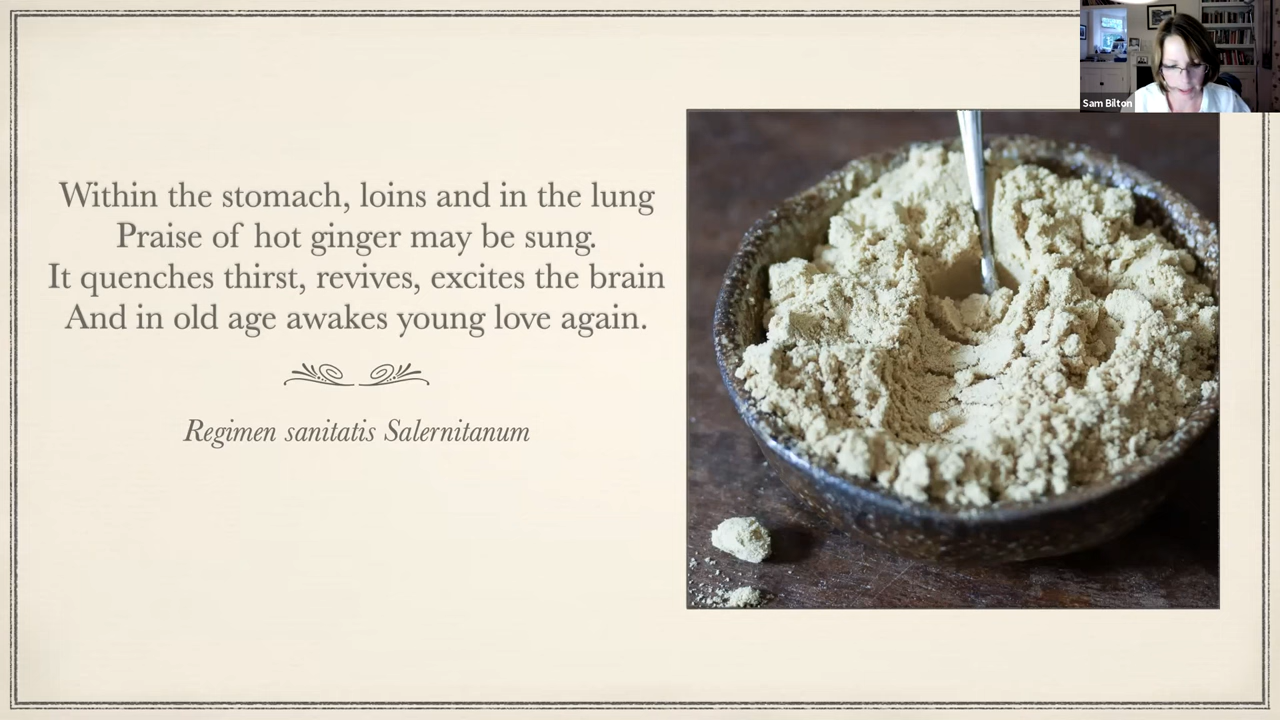 Within the stomach, loins and in the lung
Praise of hot ginger may be sung.
It quenches thirst, revives, excites the brain
And in old age awakes young love again.
Regimen sanitatis Salernitanum
Sam Bilton